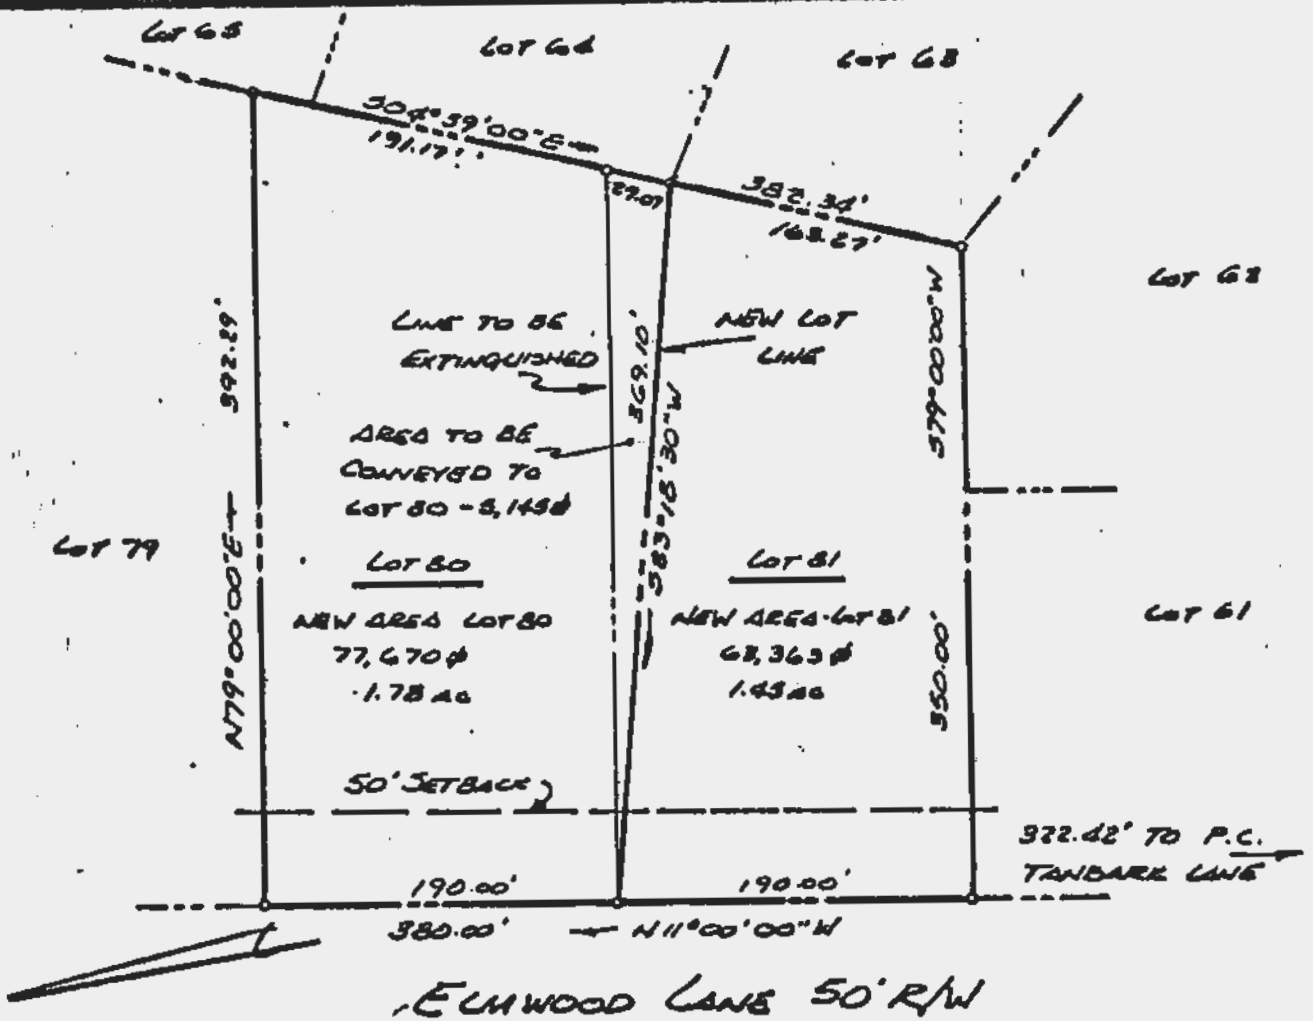 LOT 65
LOT 64
LOT 63
S04°39'00"E
191.17'
29.07
382.34'
163.27'
LOT 62
392.29'
N79°00'00"E
LINE TO BE
EXTINGUISHED
369.10'
S83°18'30"W
NEW LOT
LINE
S79°00'00"W
350.00'
AREA TO BE
CONVEYED TO
LOT 80 - 5,145
LOT 79
LOT 80
NEW AREA LOT 80
77,670
1.78 AC
LOT 81
NEW AREA-LOT 81
63,363
1.45 AC
LOT 61
50' SETBACK
322.42' TO P.C.
TANBARK LANE
190.00'
190.00'
380.00'
N11°00'00"W
ELMWOOD LANE 50' R/W